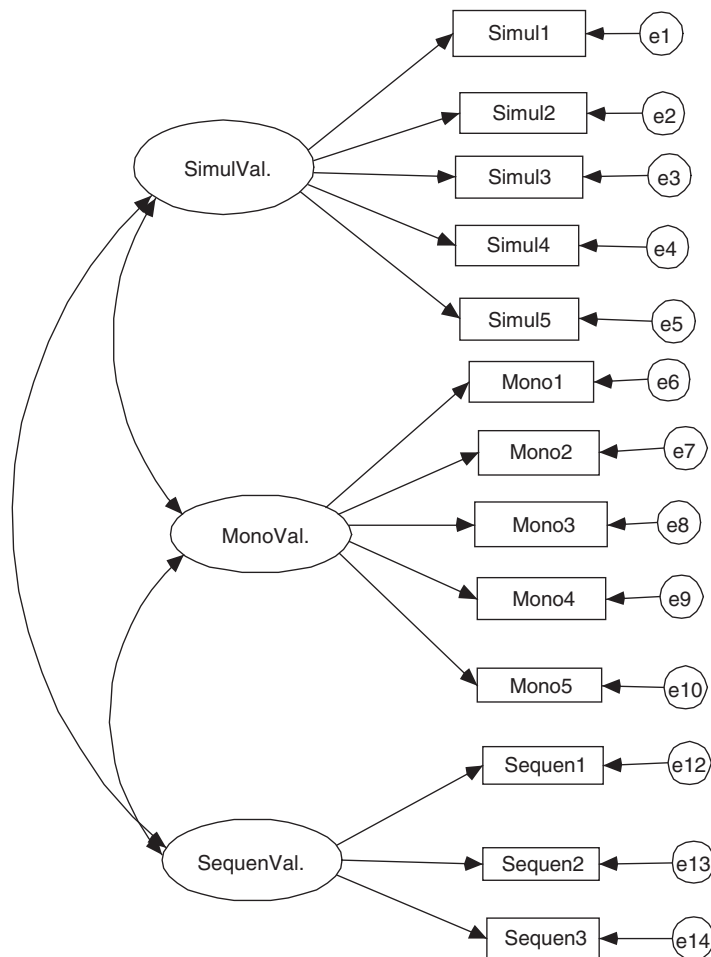 Simul1 e1
Simul2 e2
SimulVal.
Simul3 e3
Simul4 e4
Simul5 e5
Mono1 e6
Mono2 e7
Mono3 e8
MonoVal.
Mono4 e9
Mono5 e10
Sequen1 e12
SequenVal.
Sequen2 e13
Sequen3 e14